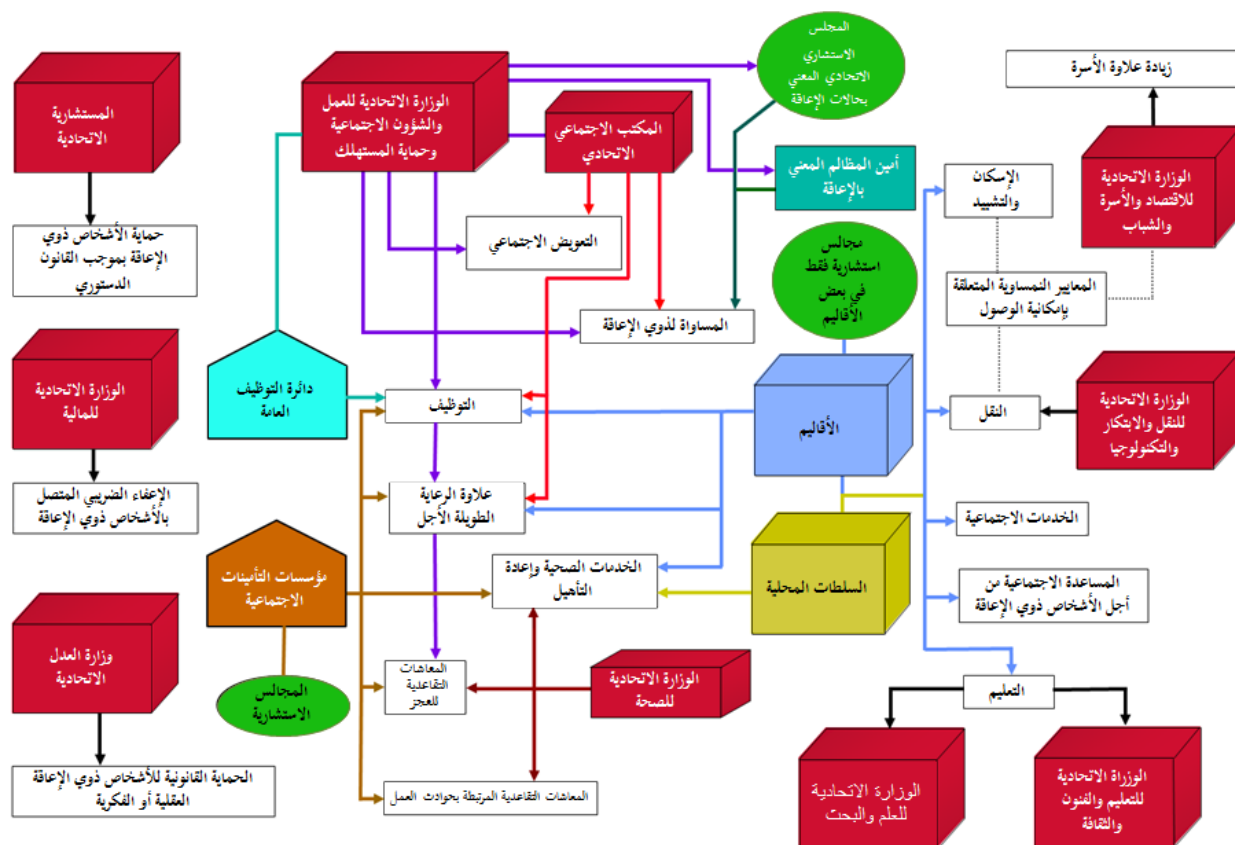 المجلس
الاستشاري
الاتحادي المعني
بحالات الإعاقة
زيادة علاوة الأسرة
الوزارة الاتحادية للعمل
والشؤون الاجتماعية
وحماية المستهلك
المكتب الاجتماعي
الاتحادي
المستشارية
الاتحادية
أمين المظالم المعني
بالإعاقة
الإسكان
والتشييد
الوزارة الاتحادية
للاقتصاد والأسرة
والشباب
حماية الأشخاص ذوي
الإعاقة بموجب القانون
الدستوري
التعويض الاجتماعي
مجالس
استشارية فقط
في بعض
الأقاليم
المعايير النمساوية المتعلقة
بإمكانية الوصول
المساواة لذوي الإعاقة
الوزارة الاتحادية
للمالية
دائرة التوظيف
العامة
التوظيف
الأقاليم
النقل
الوزارة الاتحادية
للنقل والابتكار
والتكنولوجيا
الإعفاء الضريبي المتصل
بالأشخاص ذوي الإعاقة
علاوة الرعاية
الطويلة الأجل
الخدمات الاجتماعية
مؤسسات التأمينات
الاجتماعية
الخدمات الصحية وإعادة
التأهيل
السلطات المحلية
المساعدة الاجتماعية من
أجل الأشخاص ذوي الإعاقة
وزارة العدل
الاتحادية
المجالس
الاستشارية
المعاشات
التقاعدية
للعجز
الوزارة الاتحادية
للصحة
التعليم
الحماية القانونية للأشخاص ذوي الإعاقة
العقلية أو الفكرية
المعاشات التقاعدية المرتبطة بحوادث العمل
الوزارة الاتحادية
للعلم والبحث
الوزراة الاتحادية
للتعليم والفنون
والثقافة